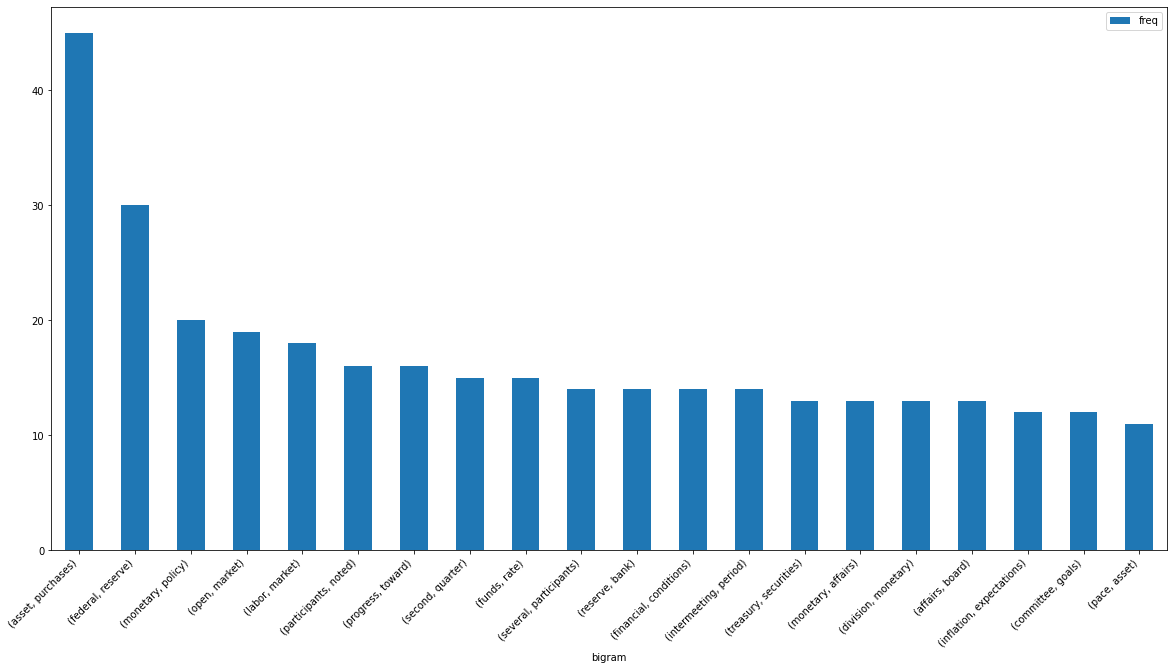 freq
40
30
20
10
0
(asset, purchases)
(federal, reserve)
(monetary, policy)
(open, market)
(labor, market)
(participants, noted)
(progress, toward)
(second, quarter)
(funds, rate)
(several, participants)
(reserve, bank)
(financial, conditions)
(intermeeting, period)
(treasury, securities)
(monetary, affairs)
(division, monetary)
(affairs, board)
(inflation, expectations)
(committee, goals)
(pace, asset)
bigram